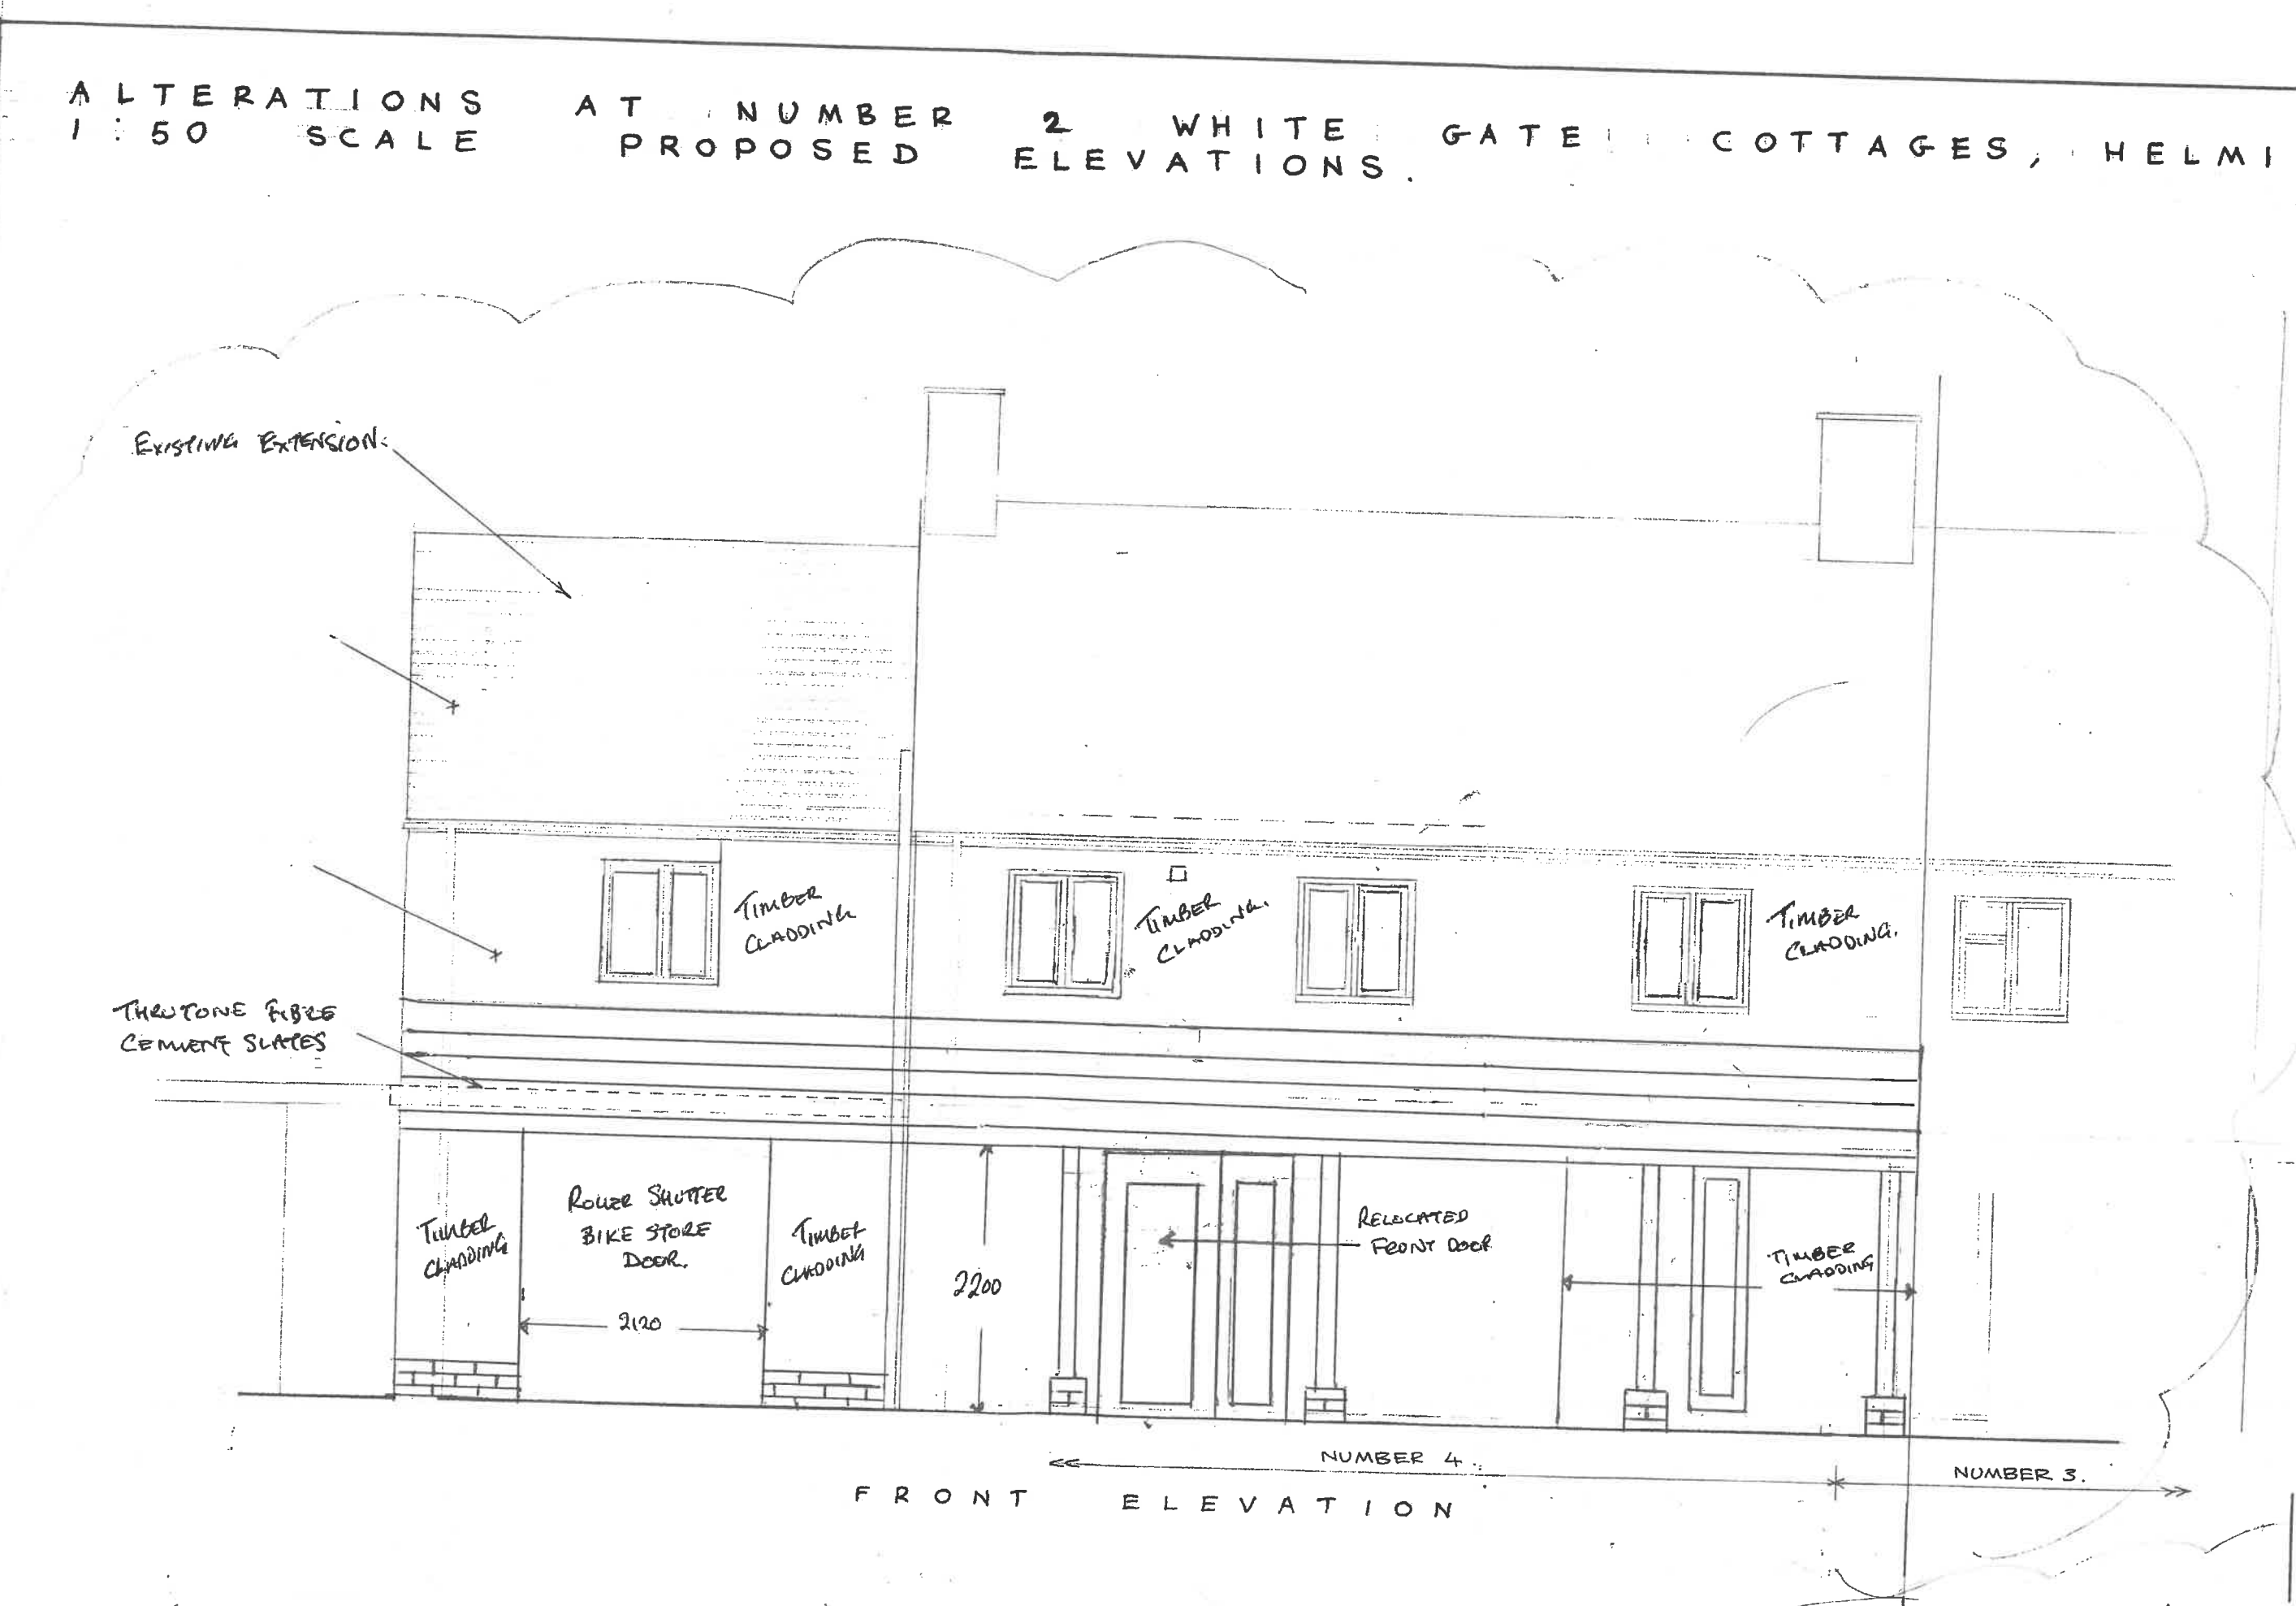 ALTERATIONS AT NUMBER 2 WHITE GATE COTTAGES, HELMI
1:50 SCALE PROPOSED ELEVATIONS.
EXISTING EXTENSION.
TIMBER
CLADDING
TIMBER
CLADDING.
TIMBER
CLADDING.
THRUTONE FIBRE
CEMENT SLATES
TIMBER
CLADDING
ROLLER SHUTTER
BIKE STORE
DOOR.
2120
TIMBER
CLADDING
2200
RELOCATED
FRONT DOOR
TIMBER
CLADDING
NUMBER 4.
NUMBER 3.
FRONT ELEVATION